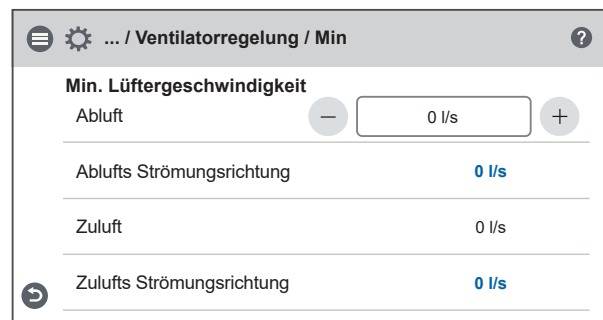 ... / Ventilatorregelung / Min ?
Min. Lüftergeschwindigkeit
Abluft − 0 l/s +
Ablufts Strömungsrichtung 0 l/s
Zuluft 0 l/s
Zulufts Strömungsrichtung 0 l/s